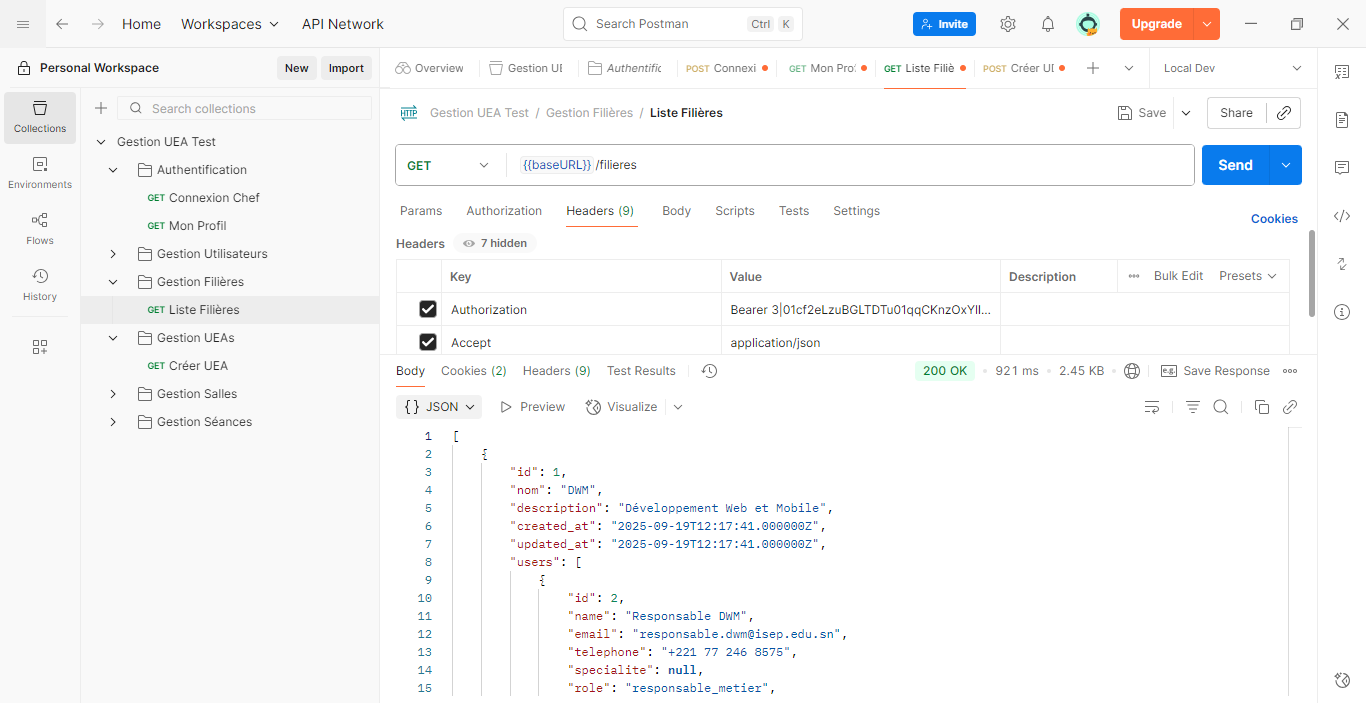 Home Workspaces API Network Search Postman Ctrl K Invite Upgrade
Personal Workspace New Import
Overview Gestion UE Authentific POST Connexi GET Mon Pro GET Liste Filiè POST Créer UE Local Dev
Collections
Environments
Flows
History
Search collections
Gestion UEA Test
Authentification
GET Connexion Chef
GET Mon Profil
Gestion Utilisateurs
Gestion Filières
GET Liste Filières
Gestion UEAs
GET Créer UEA
Gestion Salles
Gestion Séances
HTTP Gestion UEA Test / Gestion Filières / Liste Filières Save Share
GET {{baseURL}} /filieres Send
Params Authorization Headers (9) Body Scripts Tests Settings Cookies
Headers 7 hidden
Key Value Description Bulk Edit Presets
Authorization Bearer 3|01cf2eLzuBGLTDTu01qqCKnzOxYII...
Accept application/json
Body Cookies (2) Headers (9) Test Results 200 OK 921 ms 2.45 KB e.g. Save Response
{} JSON Preview Visualize
1 [
2 {
3 "id": 1,
4 "nom": "DWM",
5 "description": "Développement Web et Mobile",
6 "created_at": "2025-09-19T12:17:41.000000Z",
7 "updated_at": "2025-09-19T12:17:41.000000Z",
8 "users": [
9 {
10 "id": 2,
11 "name": "Responsable DWM",
12 "email": "responsable.dwm@isep.edu.sn",
13 "telephone": "+221 77 246 8575",
14 "specialite": null,
15 "role": "responsable_metier",